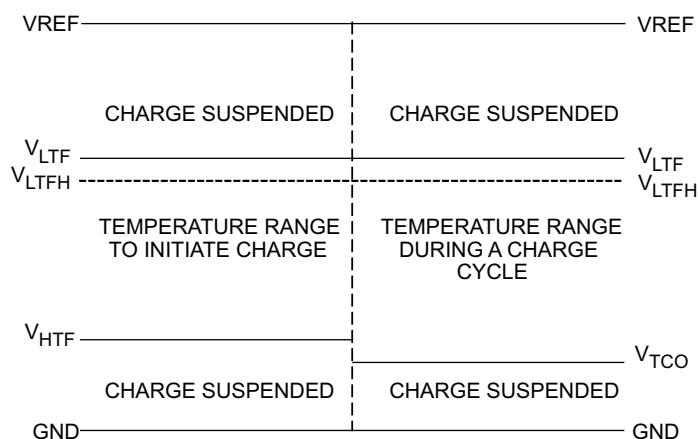 VREF VREF
CHARGE SUSPENDED CHARGE SUSPENDED
VLTF VLTF
VLTFH VLTFH
TEMPERATURE RANGE
TO INITIATE CHARGE
TEMPERATURE RANGE
DURING A CHARGE
CYCLE
VHTF
VTCO
CHARGE SUSPENDED CHARGE SUSPENDED
GND GND